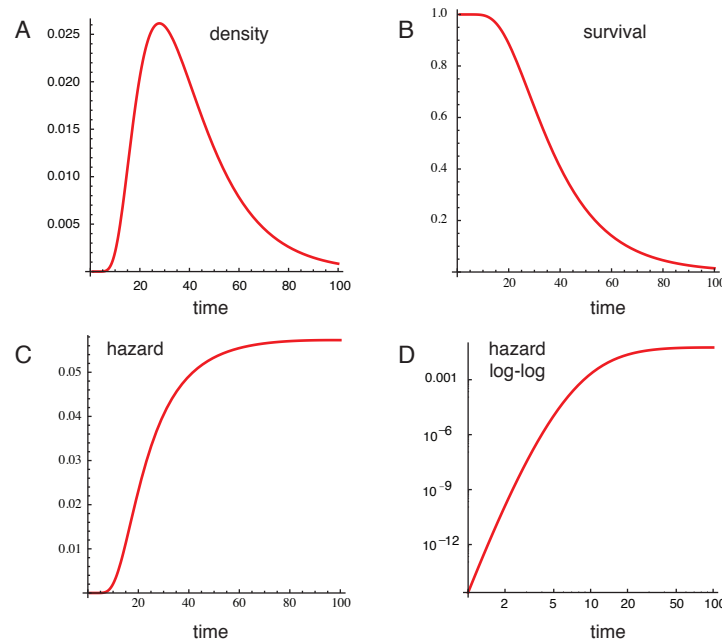 A
density
0.025
0.020
0.015
0.010
0.005
20 40 60 80 100
time
B
survival
1.0
0.8
0.6
0.4
0.2
20 40 60 80 100
time
C
hazard
0.05
0.04
0.03
0.02
0.01
20 40 60 80 100
time
D
hazard
log-log
0.001
10⁻⁶
10⁻⁹
10⁻¹²
2 5 10 20 50 100
time